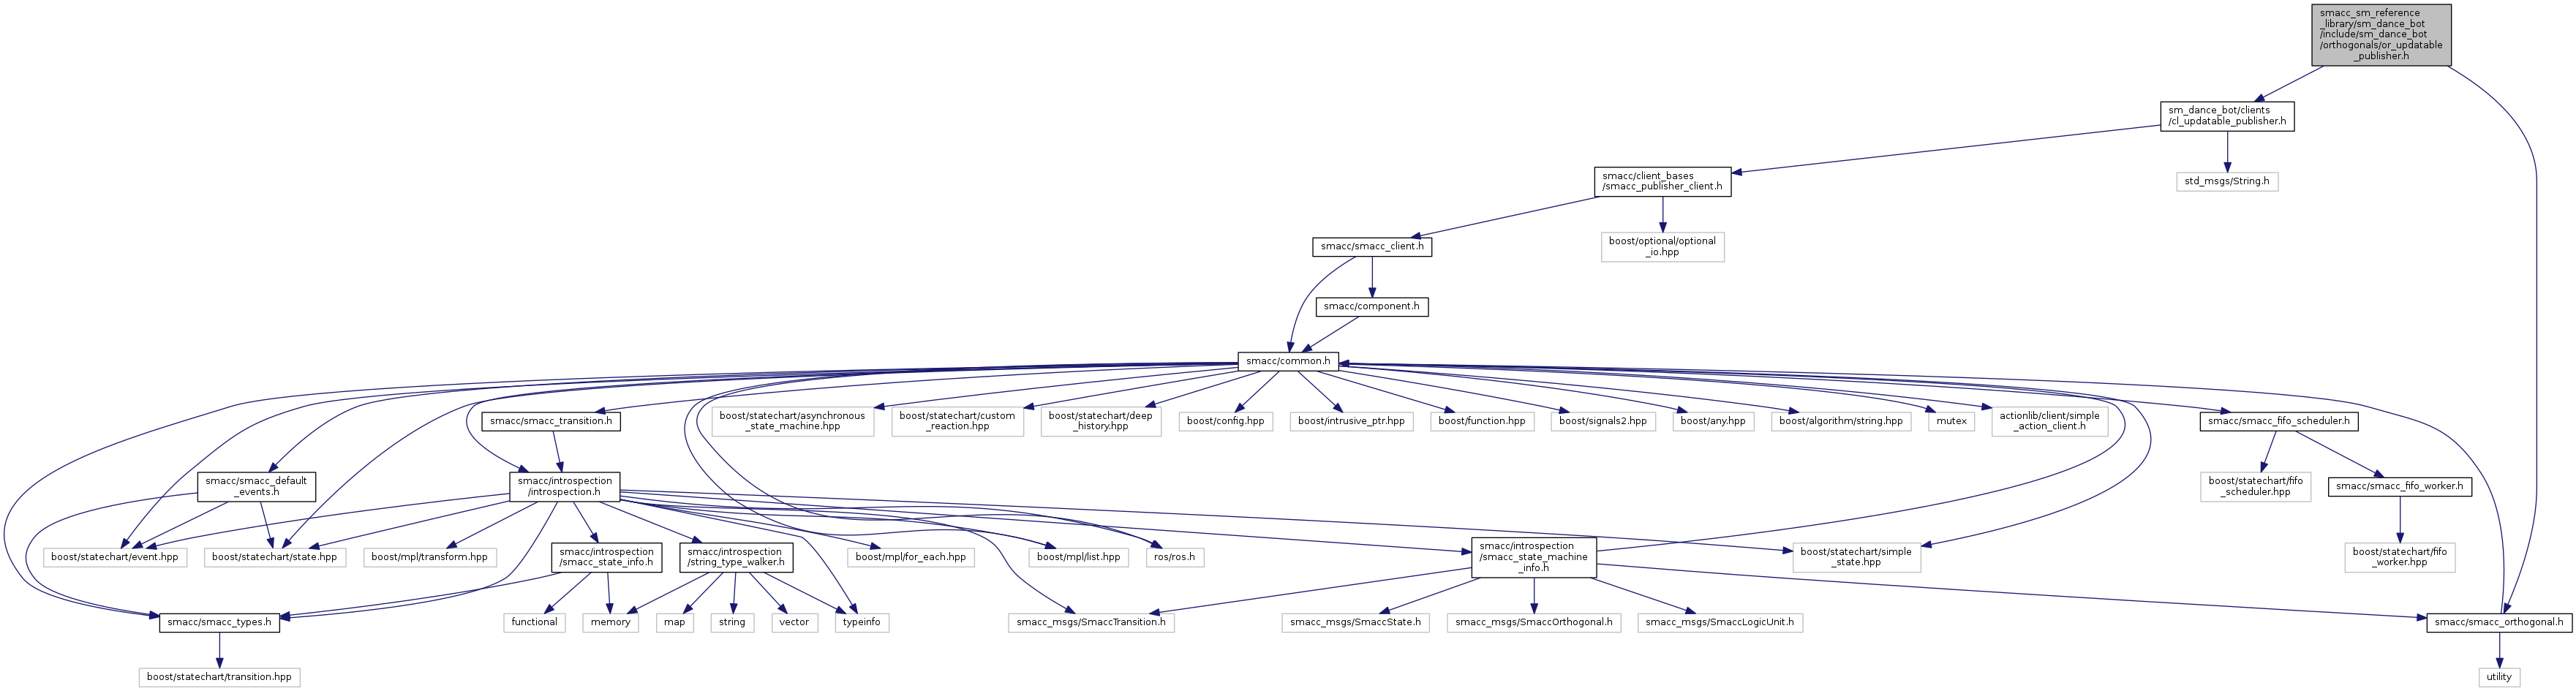 smacc_sm_reference
_library/sm_dance_bot
/include/sm_dance_bot
/orthogonals/or_updatable
_publisher.h
sm_dance_bot/clients
/cl_updatable_publisher.h
smacc/client_bases
/smacc_publisher_client.h
std_msgs/String.h
smacc/smacc_client.h
boost/optional/optional
_io.hpp
smacc/component.h
smacc/common.h
smacc/smacc_transition.h
boost/statechart/asynchronous
_state_machine.hpp
boost/statechart/custom
_reaction.hpp
boost/statechart/deep
_history.hpp
boost/config.hpp
boost/intrusive_ptr.hpp
boost/function.hpp
boost/signals2.hpp
boost/any.hpp
boost/algorithm/string.hpp
mutex
actionlib/client/simple
_action_client.h
smacc/smacc_fifo_scheduler.h
smacc/smacc_default
_events.h
smacc/introspection
/introspection.h
boost/statechart/fifo
_scheduler.hpp
smacc/smacc_fifo_worker.h
boost/statechart/event.hpp
boost/statechart/state.hpp
boost/mpl/transform.hpp
smacc/introspection
/smacc_state_info.h
smacc/introspection
/string_type_walker.h
boost/mpl/for_each.hpp
boost/mpl/list.hpp
ros/ros.h
smacc/introspection
/smacc_state_machine
_info.h
boost/statechart/simple
_state.hpp
boost/statechart/fifo
_worker.hpp
smacc/smacc_types.h
functional
memory
map
string
vector
typeinfo
smacc_msgs/SmaccTransition.h
smacc_msgs/SmaccState.h
smacc_msgs/SmaccOrthogonal.h
smacc_msgs/SmaccLogicUnit.h
smacc/smacc_orthogonal.h
boost/statechart/transition.hpp
utility